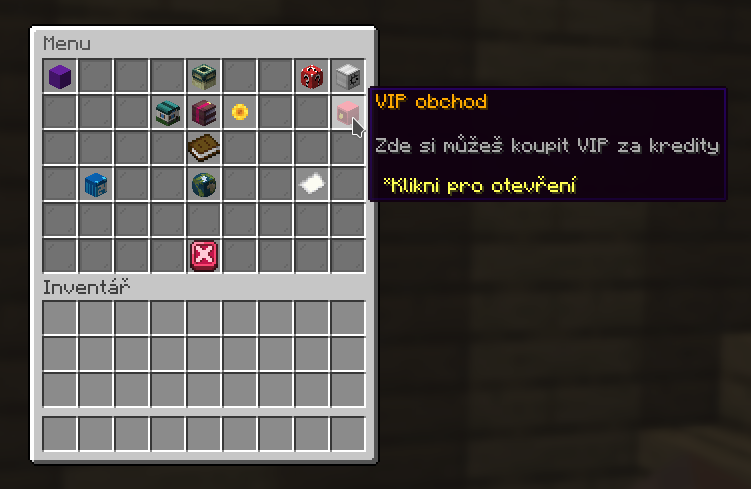 Menu
VIP obchod
Zde si můžeš koupit VIP za kredity
*Klikni pro otevření
Inventář